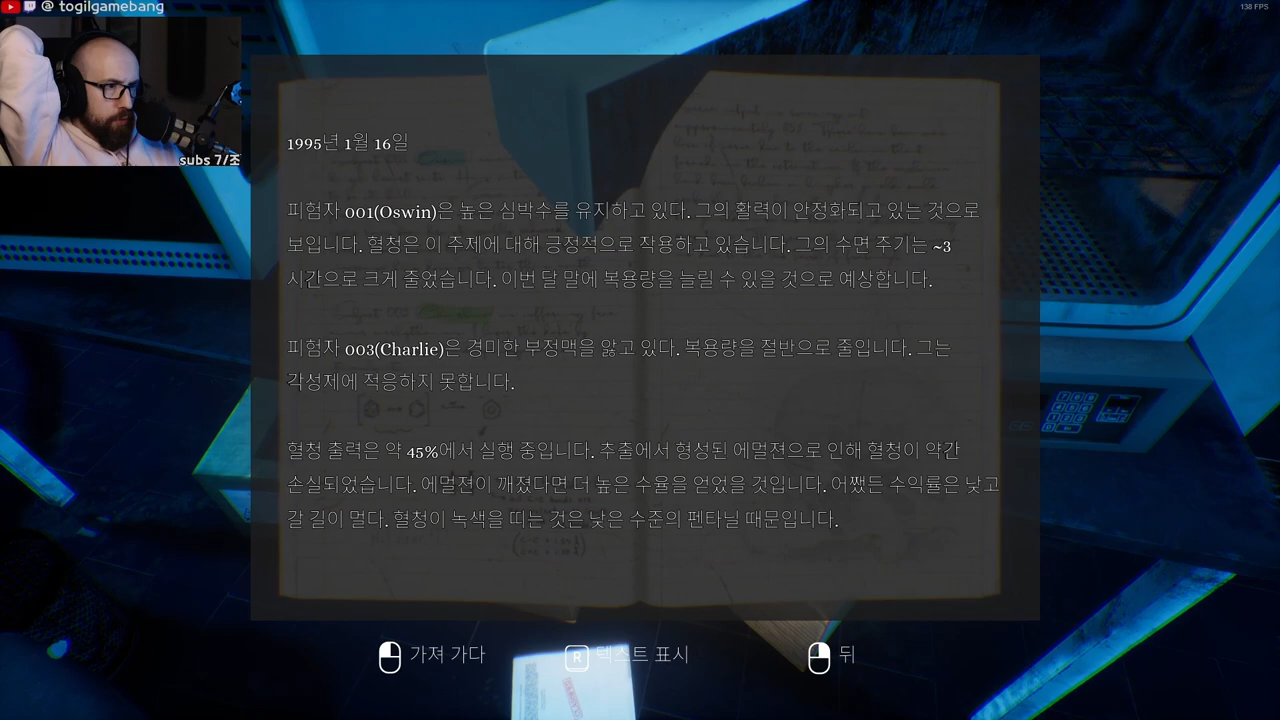 @ togilgamebang
138 FPS
subs 7/조
1995년 1월 16일
피험자 001(Oswin)은 높은 심박수를 유지하고 있다. 그의 활력이 안정화되고 있는 것으로
보입니다. 혈청은 이 주제에 대해 긍정적으로 작용하고 있습니다. 그의 수면 주기는 ~3
시간으로 크게 줄었습니다. 이번 달 말에 복용량을 늘릴 수 있을 것으로 예상합니다.
피험자 003(Charlie)은 경미한 부정맥을 앓고 있다. 복용량을 절반으로 줄입니다. 그는
각성제에 적응하지 못합니다.
혈청 출력은 약 45%에서 실행 중입니다. 추출에서 형성된 에멀젼으로 인해 혈청이 약간
손실되었습니다. 에멀젼이 깨졌다면 더 높은 수율을 얻었을 것입니다. 어쨌든 수익률은 낮고
갈 길이 멀다. 혈청이 녹색을 띠는 것은 낮은 수준의 펜타닐 때문입니다.
가져 가다
R 텍스트 표시
뒤